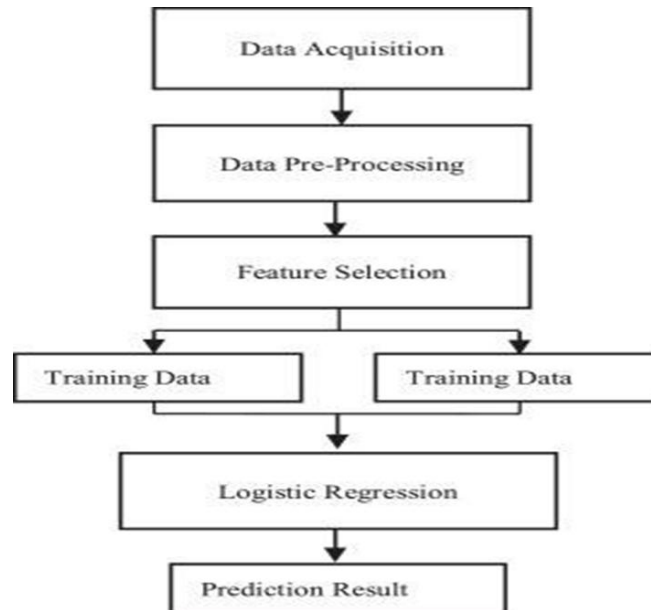 Data Acquisition
Data Pre-Processing
Feature Selection
Training Data
Training Data
Logistic Regression
Prediction Result